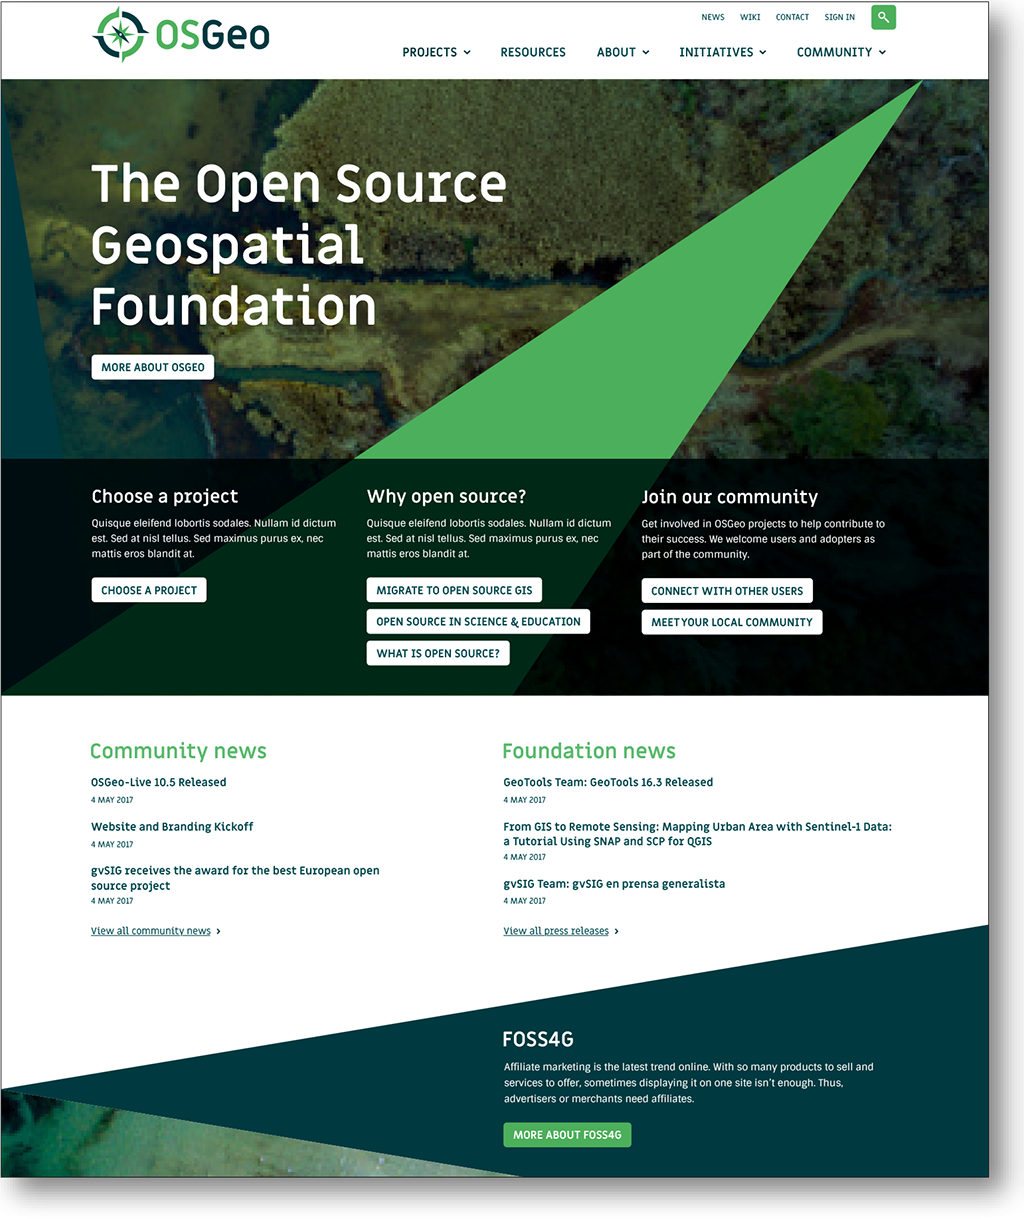 OSGeo
NEWS WIKI CONTACT SIGN IN
PROJECTS RESOURCES ABOUT INITIATIVES COMMUNITY
The Open Source
Geospatial
Foundation
MORE ABOUT OSGEO
Choose a project
Quisque eleifend lobortis sodales. Nullam id dictum
est. Sed at nisl tellus. Sed maximus purus ex, nec
mattis eros blandit at.
CHOOSE A PROJECT
Why open source?
Quisque eleifend lobortis sodales. Nullam id dictum
est. Sed at nisl tellus. Sed maximus purus ex, nec
mattis eros blandit at.
MIGRATE TO OPEN SOURCE GIS
OPEN SOURCE IN SCIENCE & EDUCATION
WHAT IS OPEN SOURCE?
Join our community
Get involved in OSGeo projects to help contribute to
their success. We welcome users and adopters as
part of the community.
CONNECT WITH OTHER USERS
MEET YOUR LOCAL COMMUNITY
Community news
OSGeo-Live 10.5 Released
4 MAY 2017
Website and Branding Kickoff
4 MAY 2017
gvSIG receives the award for the best European open
source project
4 MAY 2017
View all community news
Foundation news
GeoTools Team: GeoTools 16.3 Released
4 MAY 2017
From GIS to Remote Sensing: Mapping Urban Area with Sentinel-1 Data:
a Tutorial Using SNAP and SCP for QGIS
4 MAY 2017
gvSIG Team: gvSIG en prensa generalista
4 MAY 2017
View all press releases
FOSS4G
Affiliate marketing is the latest trend online. With so many products to sell and
services to offer, sometimes displaying it on one site isn't enough. Thus,
advertisers or merchants need affiliates.
MORE ABOUT FOSS4G